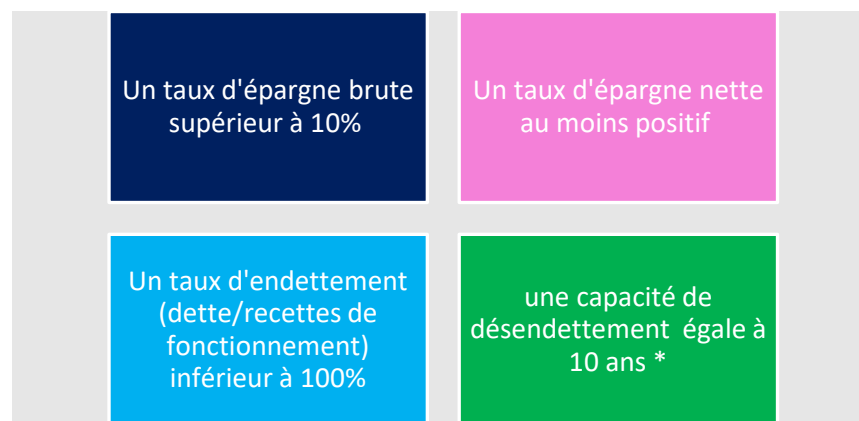 Un taux d'épargne brute
supérieur à 10%
Un taux d'épargne nette
au moins positif
Un taux d'endettement
(dette/recettes de
fonctionnement)
inférieur à 100%
une capacité de
désendettement égale à
10 ans *